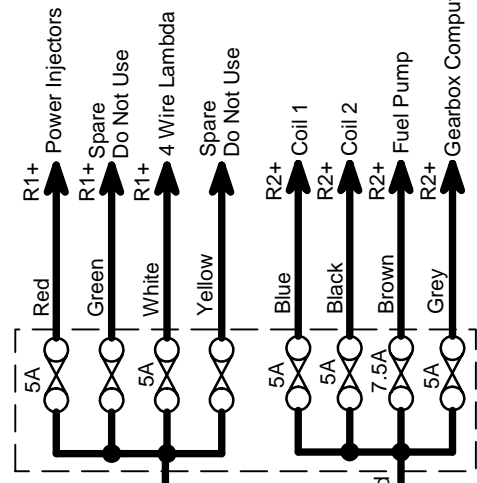 Power Injectors
Spare
Do Not Use
4 Wire Lambda
Spare
Do Not Use
Coil 1
Coil 2
Fuel Pump
Gearbox Comput
R1+
R1+
R1+
R2+
R2+
R2+
R2+
Red
Green
White
Yellow
Blue
Black
Brown
Grey
5A
5A
5A
5A
7.5A
5A